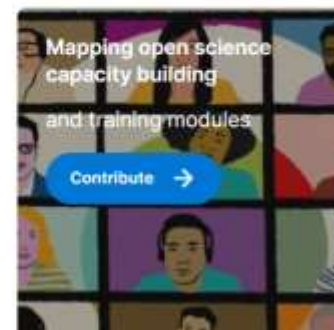 Mapping open science
capacity building
and training modules
Contribute